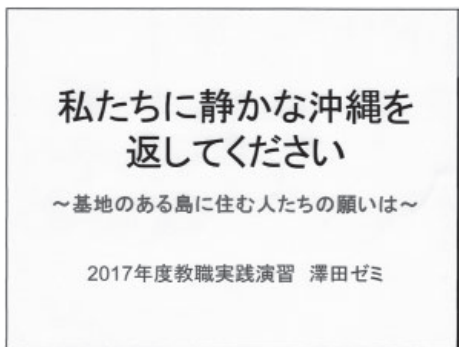 私たちに静かな沖縄を
返してください
～基地のある島に住む人たちの願いは～
2017年度教職実践演習 澤田ゼミ